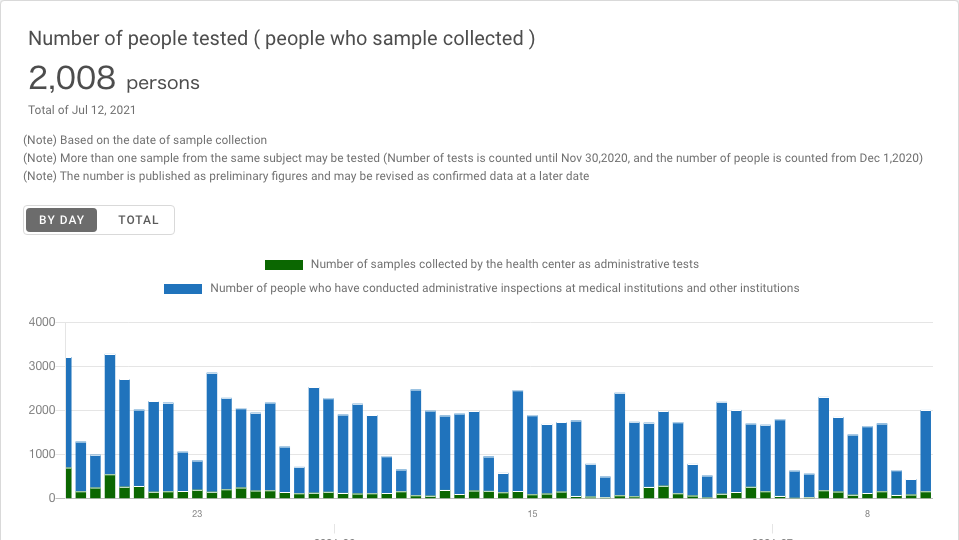 Number of people tested ( people who sample collected )
2,008 persons
Total of Jul 12, 2021
(Note) Based on the date of sample collection
(Note) More than one sample from the same subject may be tested (Number of tests is counted until Nov 30,2020, and the number of people is counted from Dec 1,2020)
(Note) The number is published as preliminary figures and may be revised as confirmed data at a later date
BY DAY TOTAL
Number of samples collected by the health center as administrative tests
Number of people who have conducted administrative inspections at medical institutions and other institutions
4000
3000
2000
1000
0
23 15 8